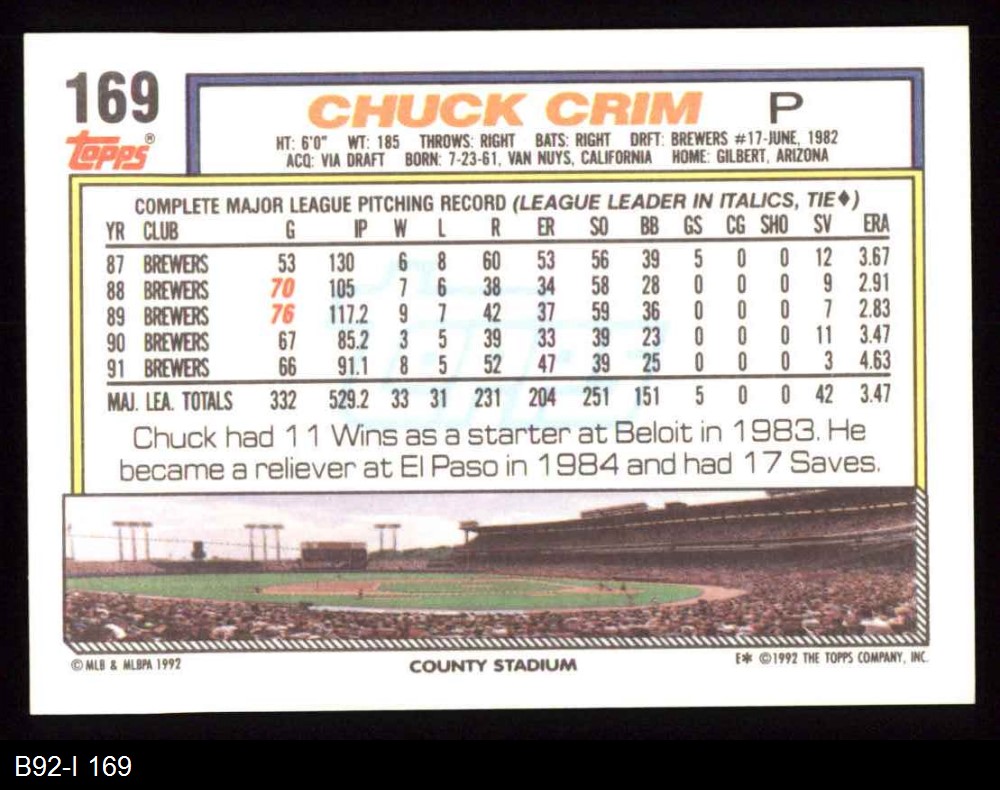 169
Topps®
CHUCK CRIM P
HT: 6'0" WT: 185 THROWS: RIGHT BATS: RIGHT DRFT: BREWERS #17-JUNE, 1982
ACQ: VIA DRAFT BORN: 7-23-61, VAN NUYS, CALIFORNIA HOME: GILBERT, ARIZONA
COMPLETE MAJOR LEAGUE PITCHING RECORD (LEAGUE LEADER IN ITALICS, TIE♦)
YR CLUB G IP W L R ER SO BB GS CG SHO SV ERA
87 BREWERS 53 130 6 8 60 53 56 39 5 0 0 12 3.67
88 BREWERS 70 105 7 6 38 34 58 28 0 0 0 9 2.91
89 BREWERS 76 117.2 9 7 42 37 59 36 0 0 0 7 2.83
90 BREWERS 67 85.2 3 5 39 33 39 23 0 0 0 11 3.47
91 BREWERS 66 91.1 8 5 52 47 39 25 0 0 0 3 4.63
MAJ. LEA. TOTALS 332 529.2 33 31 231 204 251 151 5 0 0 42 3.47
Chuck had 11 Wins as a starter at Beloit in 1983. He
became a reliever at El Paso in 1984 and had 17 Saves.
© MLB & MLBPA 1992
COUNTY STADIUM
E* ©1992 THE TOPPS COMPANY, INC.
B92-I 169